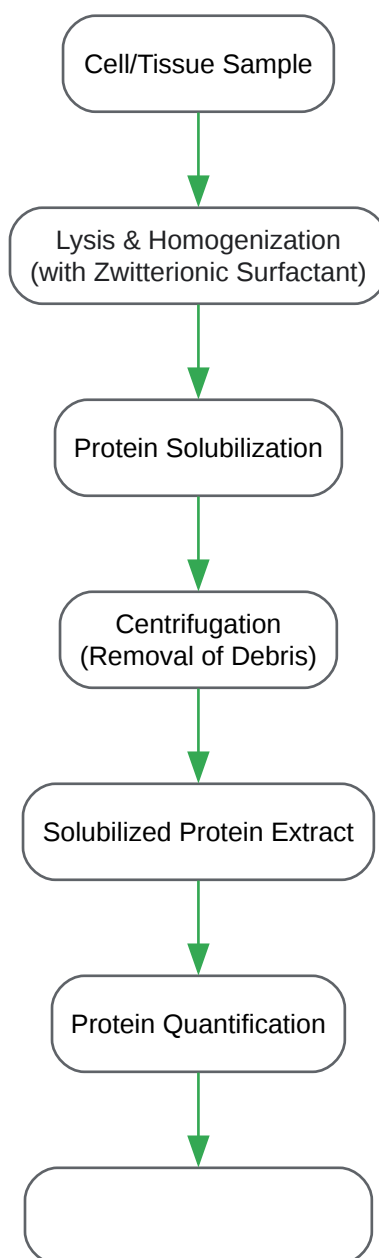 Cell/Tissue Sample
Lysis & Homogenization
(with Zwitterionic Surfactant)
Protein Solubilization
Centrifugation
(Removal of Debris)
Solubilized Protein Extract
Protein Quantification